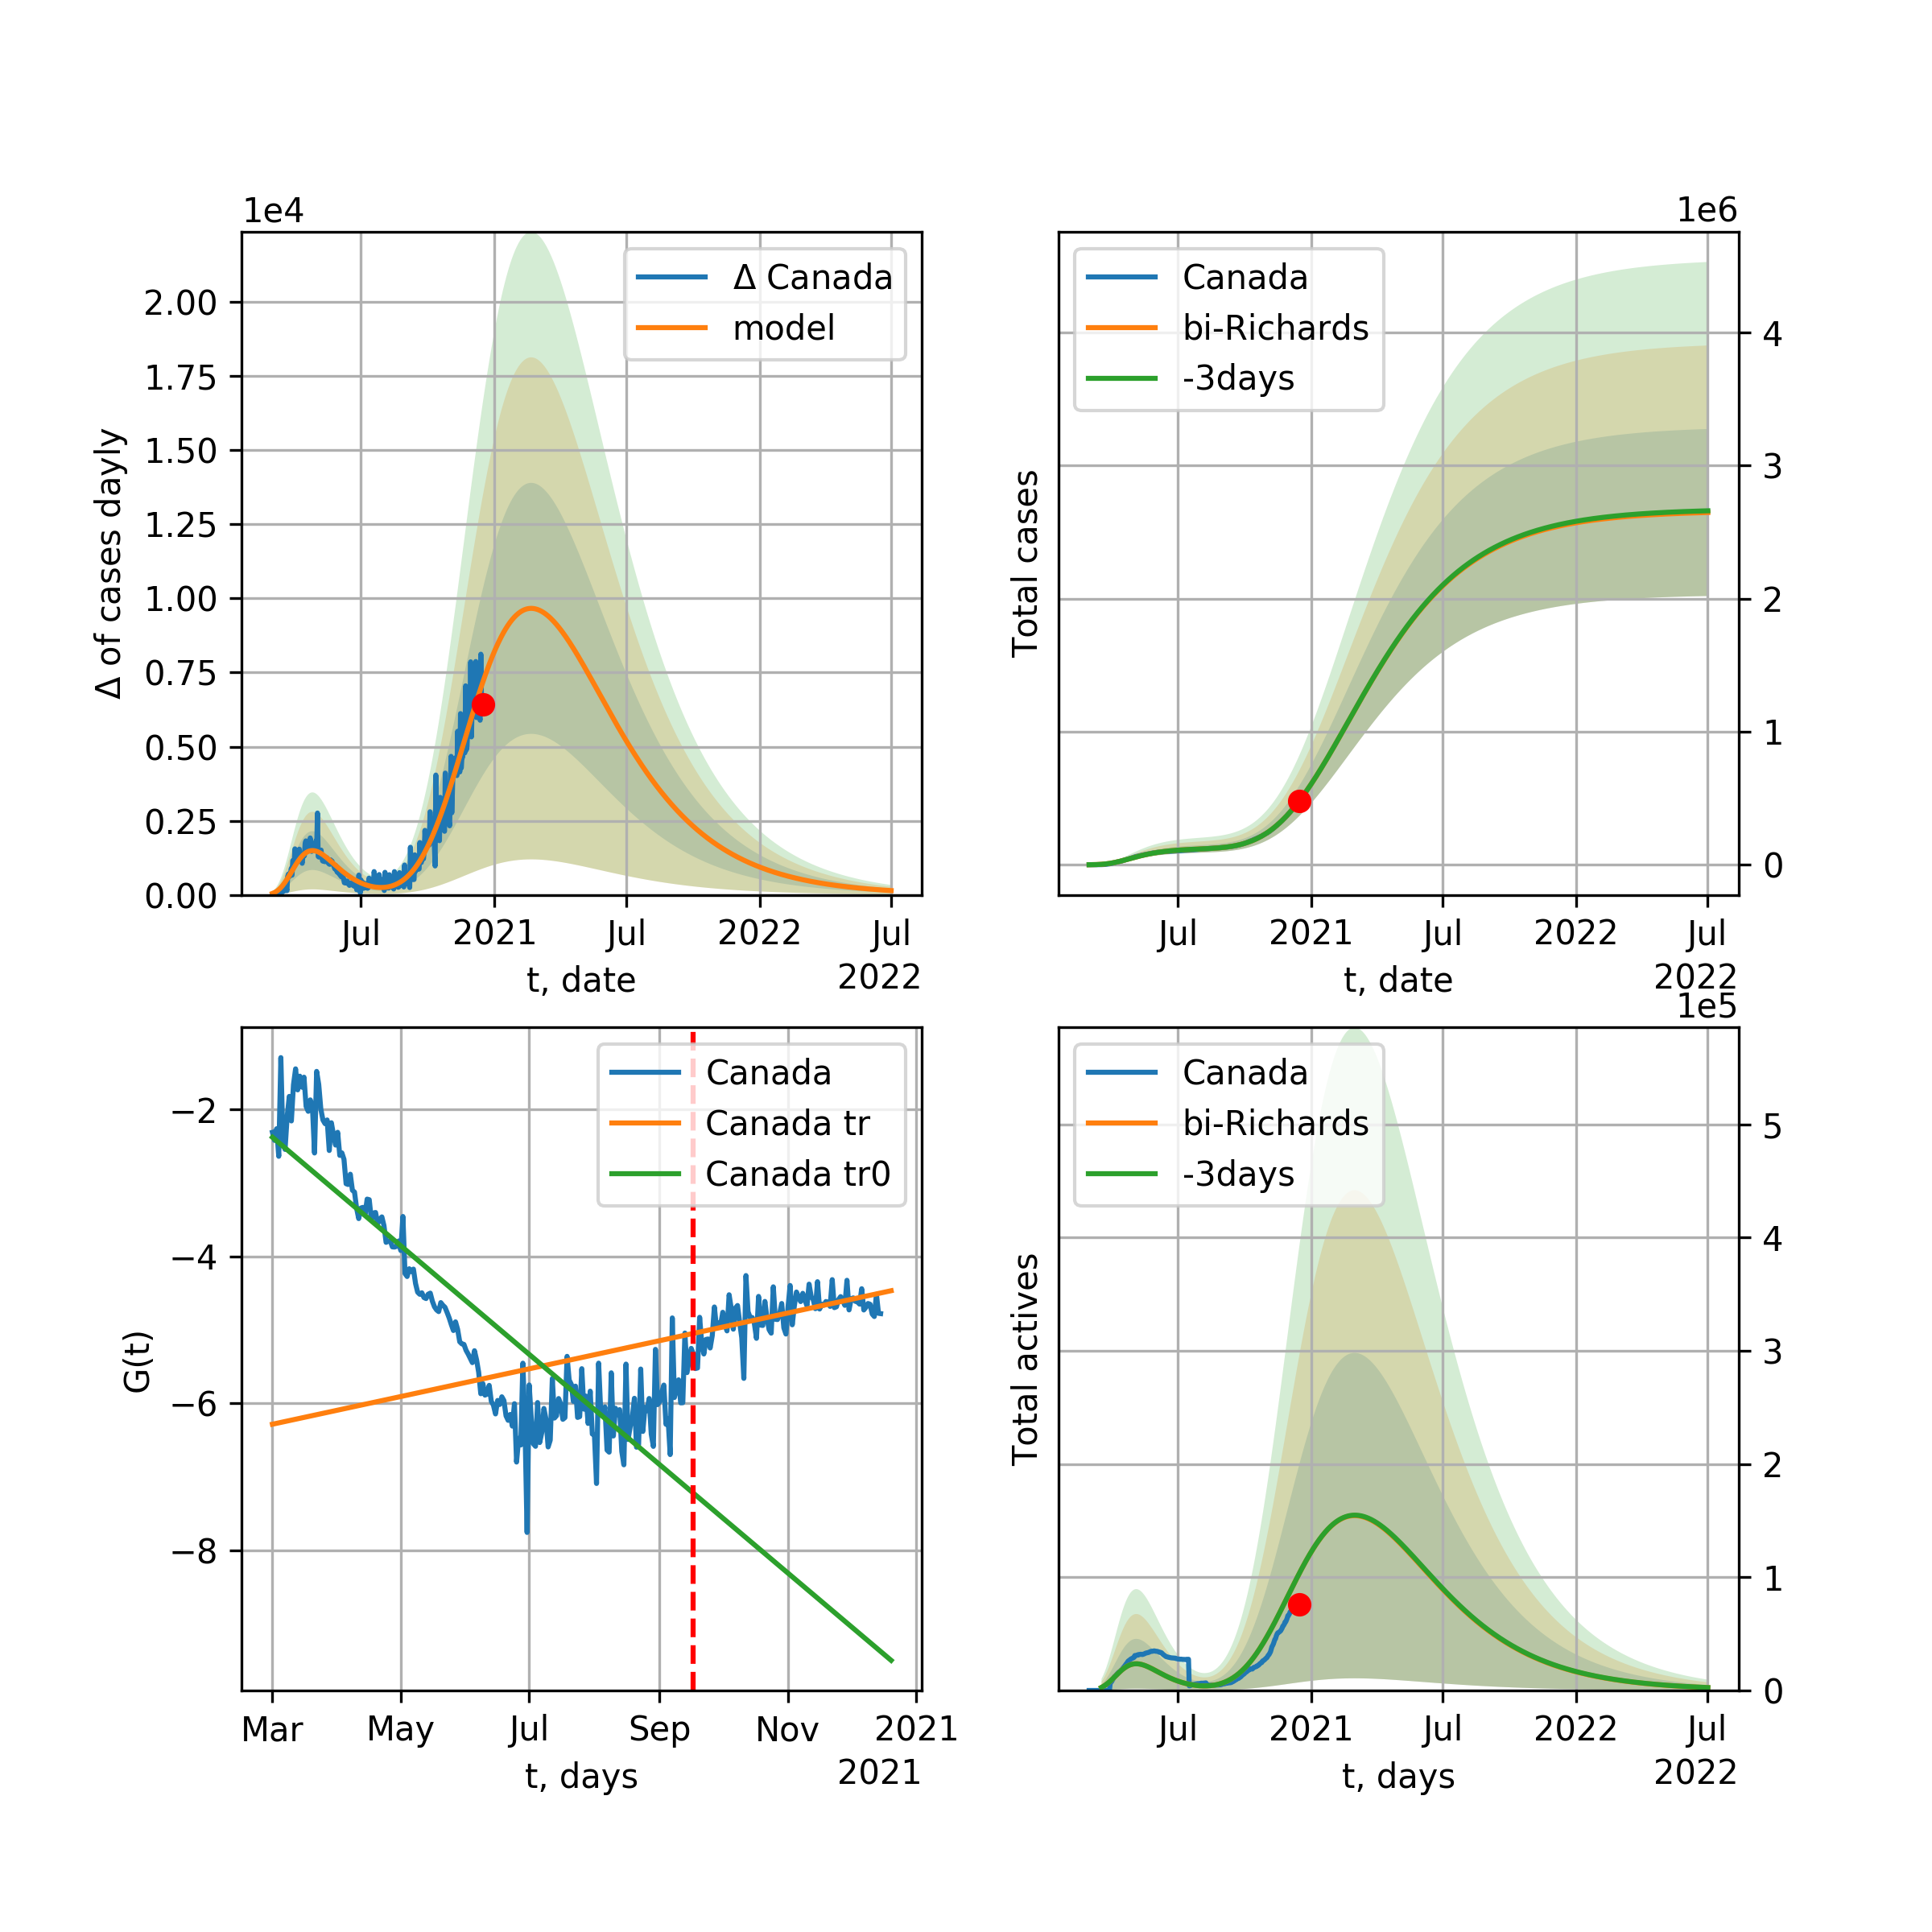 1e4
Δ of cases dayly
2.00
1.75
1.50
1.25
1.00
0.75
0.50
0.25
0.00
Δ Canada
model
Jul 2021 Jul 2022 Jul
2022
t, date
1e6
Total cases
Canada
bi-Richards
-3days
4
3
2
1
0
Jul 2021 Jul 2022 Jul
2022
t, date
G(t)
−2
−4
−6
−8
Canada
Canada tr
Canada tr0
Mar May Jul Sep Nov 2021
2021
t, days
1e5
Total actives
Canada
bi-Richards
-3days
5
4
3
2
1
0
Jul 2021 Jul 2022 Jul
2022
t, days